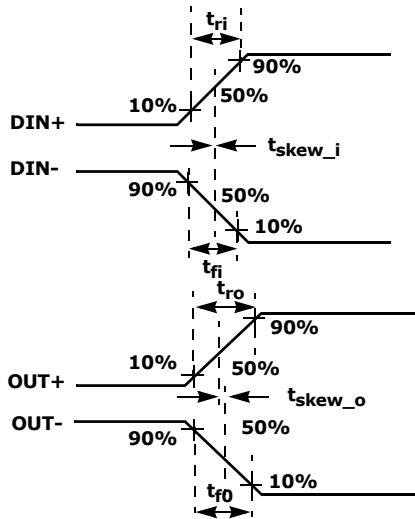 tri
90%
10%
50%
DIN+
tskew_i
DIN-
90%
50%
10%
tfi
tro
90%
10%
50%
OUT+
tskew_o
OUT-
90%
50%
10%
tf0